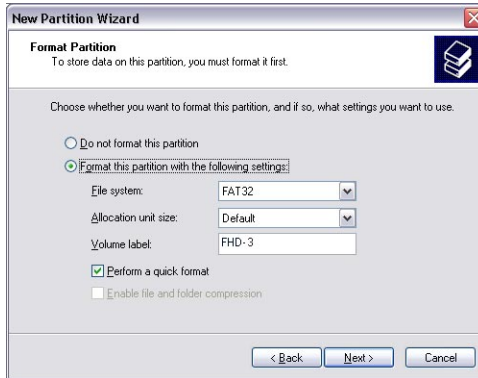 New Partition Wizard
Format Partition
To store data on this partition, you must format it first.
Choose whether you want to format this partition, and if so, what settings you want to use.
Do not format this partition
Format this partition with the following settings:
File system: FAT32
Allocation unit size: Default
Volume label: FHD-3
Perform a quick format
Enable file and folder compression
< Back Next > Cancel